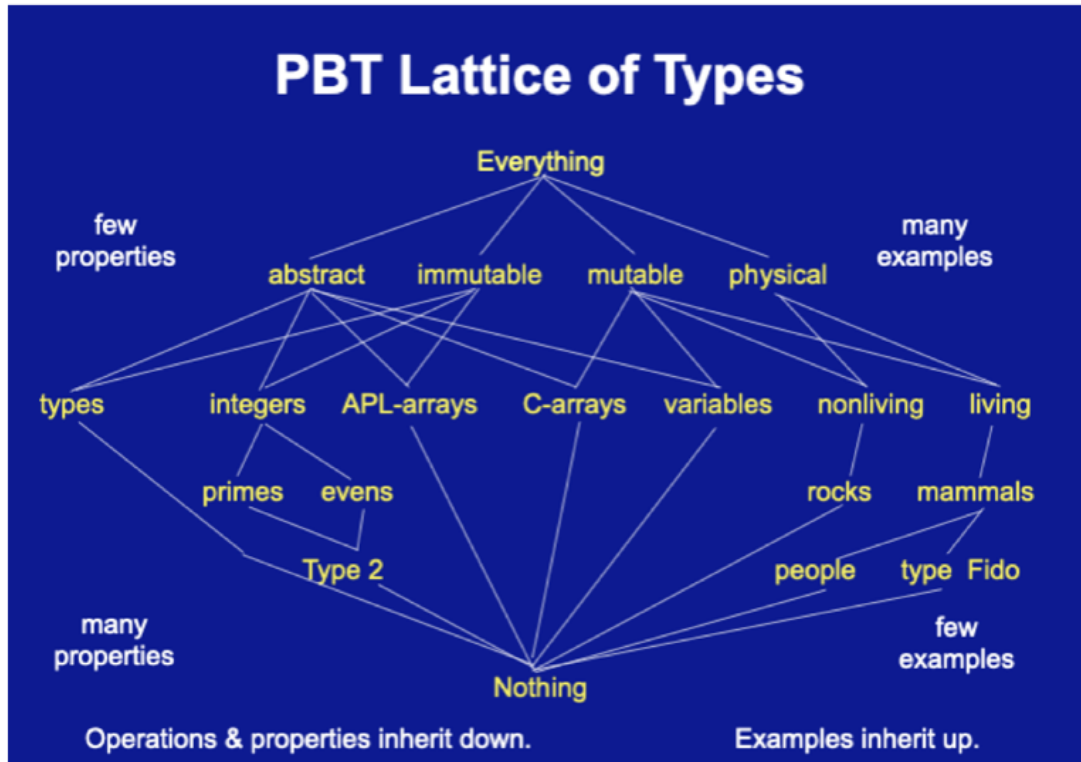 PBT Lattice of Types
Everything
few
properties
many
examples
abstract immutable mutable physical
types integers APL-arrays C-arrays variables nonliving living
primes evens rocks mammals
Type 2 people type Fido
many
properties
few
examples
Nothing
Operations & properties inherit down. Examples inherit up.